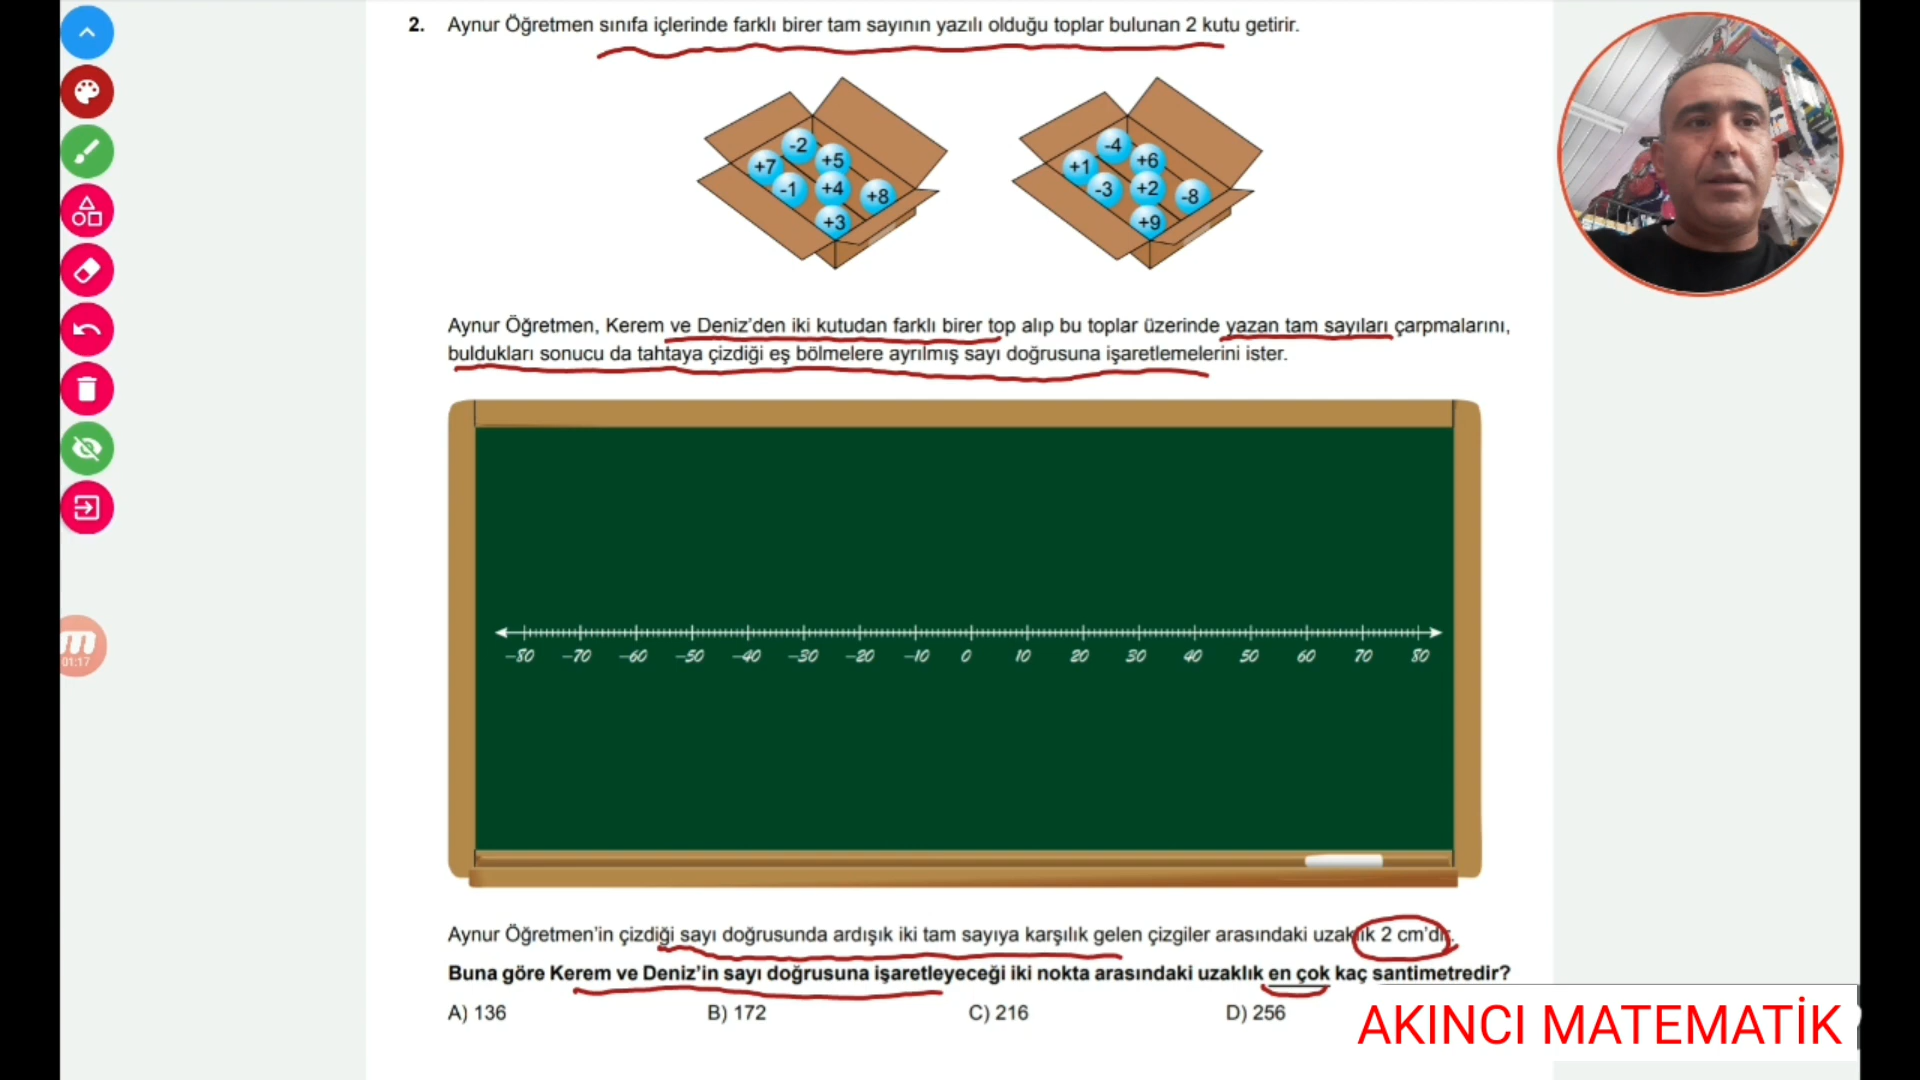 2. Aynur Öğretmen sınıfa içlerinde farklı birer tam sayının yazılı olduğu toplar bulunan 2 kutu getirir.
-2
+7
+5
-1
+4
+8
+3
-4
+1
+6
-3
+2
-8
+9
Aynur Öğretmen, Kerem ve Deniz'den iki kutudan farklı birer top alıp bu toplar üzerinde yazan tam sayıları çarpmalarını,
buldukları sonucu da tahtaya çizdiği eş bölmelere ayrılmış sayı doğrusuna işaretlemelerini ister.
-80 -70 -60 -50 -40 -30 -20 -10 0 10 20 30 40 50 60 70 80
m
01:17
Aynur Öğretmen'in çizdiği sayı doğrusunda ardışık iki tam sayıya karşılık gelen çizgiler arasındaki uzaklık 2 cm'dir.
Buna göre Kerem ve Deniz'in sayı doğrusuna işaretleyeceği iki nokta arasındaki uzaklık en çok kaç santimetredir?
A) 136 B) 172 C) 216 D) 256
AKINCI MATEMATİK